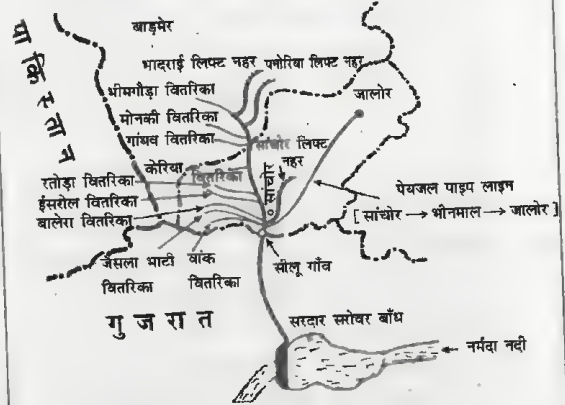 बाड़मेर
पाकिस्तान
भादराई लिफ्ट नहर
पनोरिया लिफ्ट नहर
भीमगौड़ा वितरिका
जालोर
मोनकी वितरिका
गांधव वितरिका
सांचोर लिफ्ट
नहर
केरिया
वितरिका
रतोड़ा वितरिका
ईसरोल वितरिका
बालेरा वितरिका
सांचोर
पेयजल पाइप लाइन
[ सांचोर → भीनमाल → जालोर ]
जैसला भाटी
वितरिका
वांक
वितरिका
सीलू गाँव
गुजरात
सरदार सरोवर बाँध
नर्मदा नदी